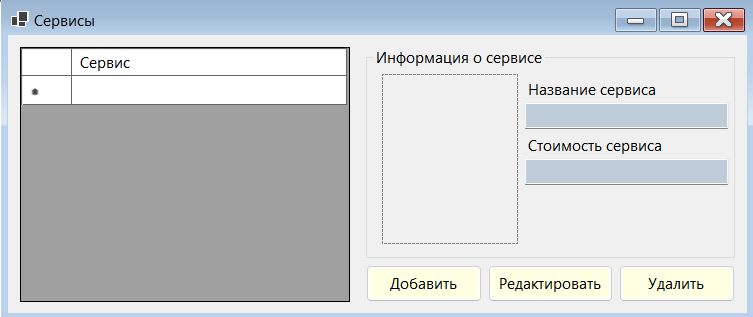 Сервисы
Сервис
Информация о сервисе
Название сервиса
Стоимость сервиса
Добавить
Редактировать
Удалить